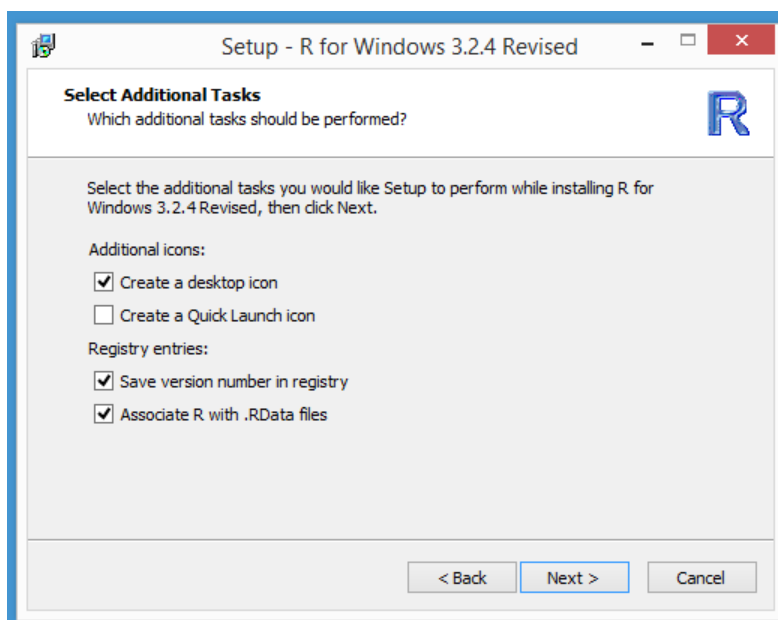 Setup - R for Windows 3.2.4 Revised
Select Additional Tasks
Which additional tasks should be performed?
R
Select the additional tasks you would like Setup to perform while installing R for
Windows 3.2.4 Revised, then click Next.
Additional icons:
Create a desktop icon
Create a Quick Launch icon
Registry entries:
Save version number in registry
Associate R with .RData files
< Back
Next >
Cancel